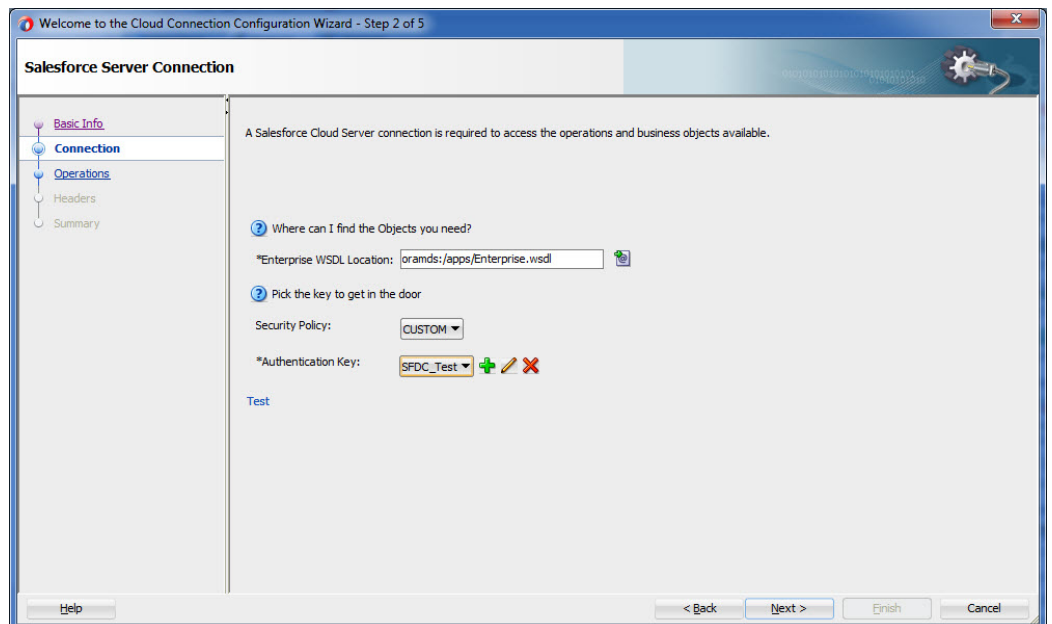 Welcome to the Cloud Connection Configuration Wizard - Step 2 of 5
Salesforce Server Connection
Basic Info
Connection
Operations
Headers
Summary
A Salesforce Cloud Server connection is required to access the operations and business objects available.
Where can I find the Objects you need?
*Enterprise WSDL Location: oramds:/apps/Enterprise.wsdl
Pick the key to get in the door
Security Policy: CUSTOM
*Authentication Key: SFDC_Test
Test
Help < Back Next > Finish Cancel